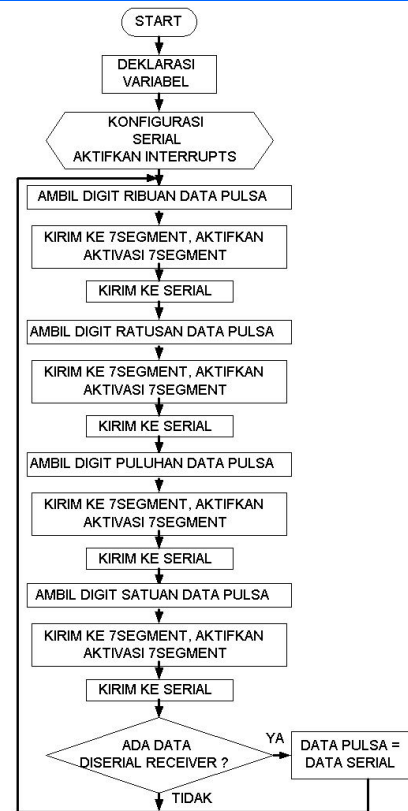 START
DEKLARASI
VARIABEL
KONFIGURASI
SERIAL
AKTIFKAN INTERRUPTS
AMBIL DIGIT RIBUAN DATA PULSA
KIRIM KE 7SEGMENT, AKTIFKAN
AKTIVASI 7SEGMENT
KIRIM KE SERIAL
AMBIL DIGIT RATUSAN DATA PULSA
KIRIM KE 7SEGMENT, AKTIFKAN
AKTIVASI 7SEGMENT
KIRIM KE SERIAL
AMBIL DIGIT PULUHAN DATA PULSA
KIRIM KE 7SEGMENT, AKTIFKAN
AKTIVASI 7SEGMENT
KIRIM KE SERIAL
AMBIL DIGIT SATUAN DATA PULSA
KIRIM KE 7SEGMENT, AKTIFKAN
AKTIVASI 7SEGMENT
KIRIM KE SERIAL
ADA DATA
DISERIAL RECEIVER ?
YA
DATA PULSA =
DATA SERIAL
TIDAK